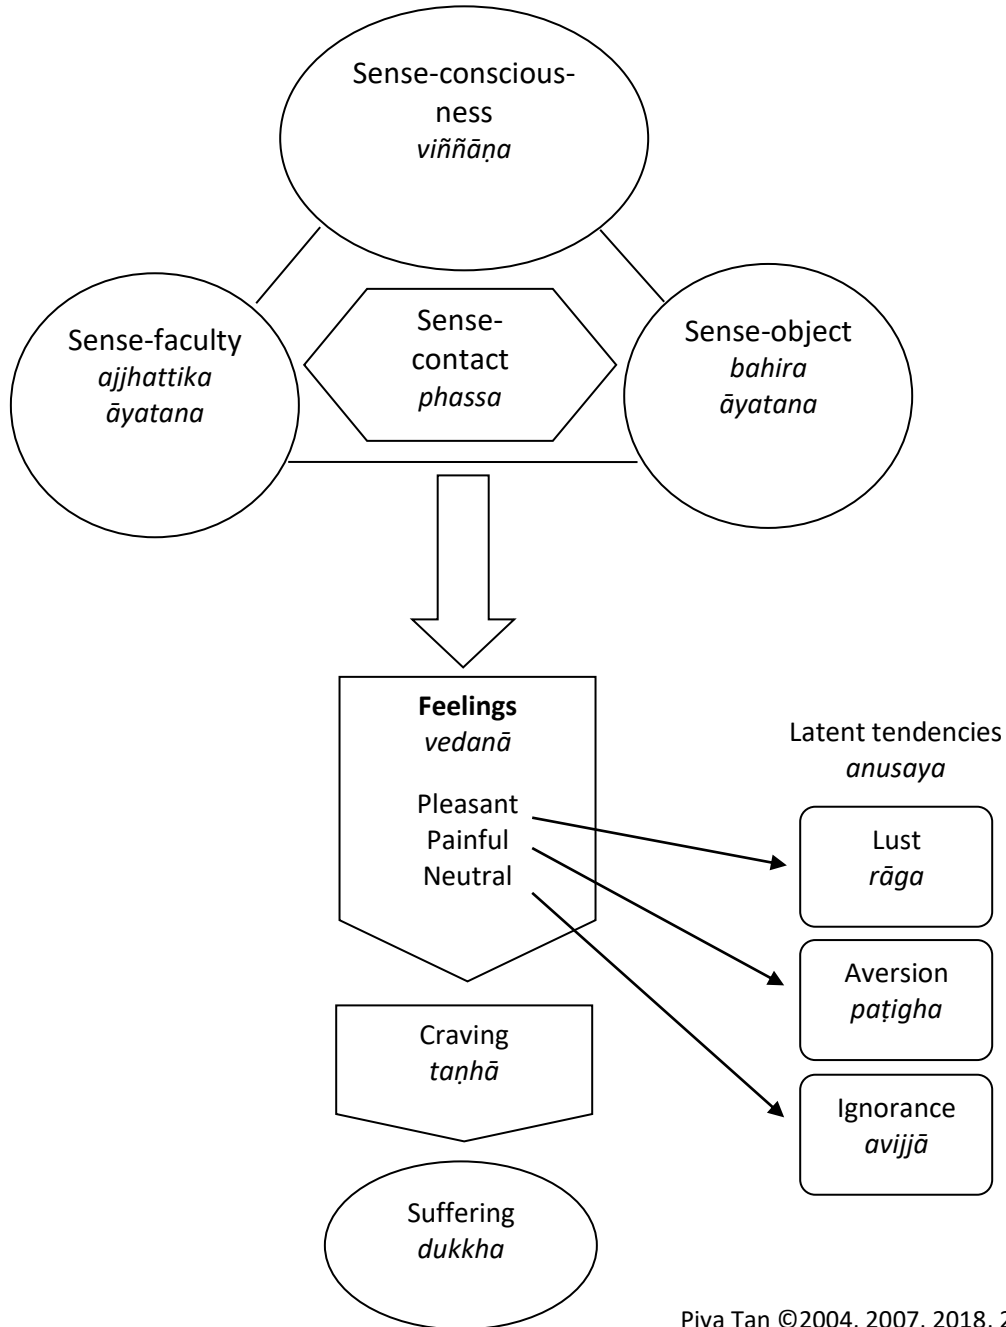 Sense-conscious-
ness
viññāṇa
Sense-faculty
ajjhattika
āyatana
Sense-
contact
phassa
Sense-object
bahira
āyatana
Feelings
vedanā
Pleasant
Painful
Neutral
Latent tendencies
anusaya
Lust
rāga
Aversion
paṭigha
Ignorance
avijjā
Craving
taṇhā
Suffering
dukkha
Piya Tan ©2004, 2007, 2018, 2